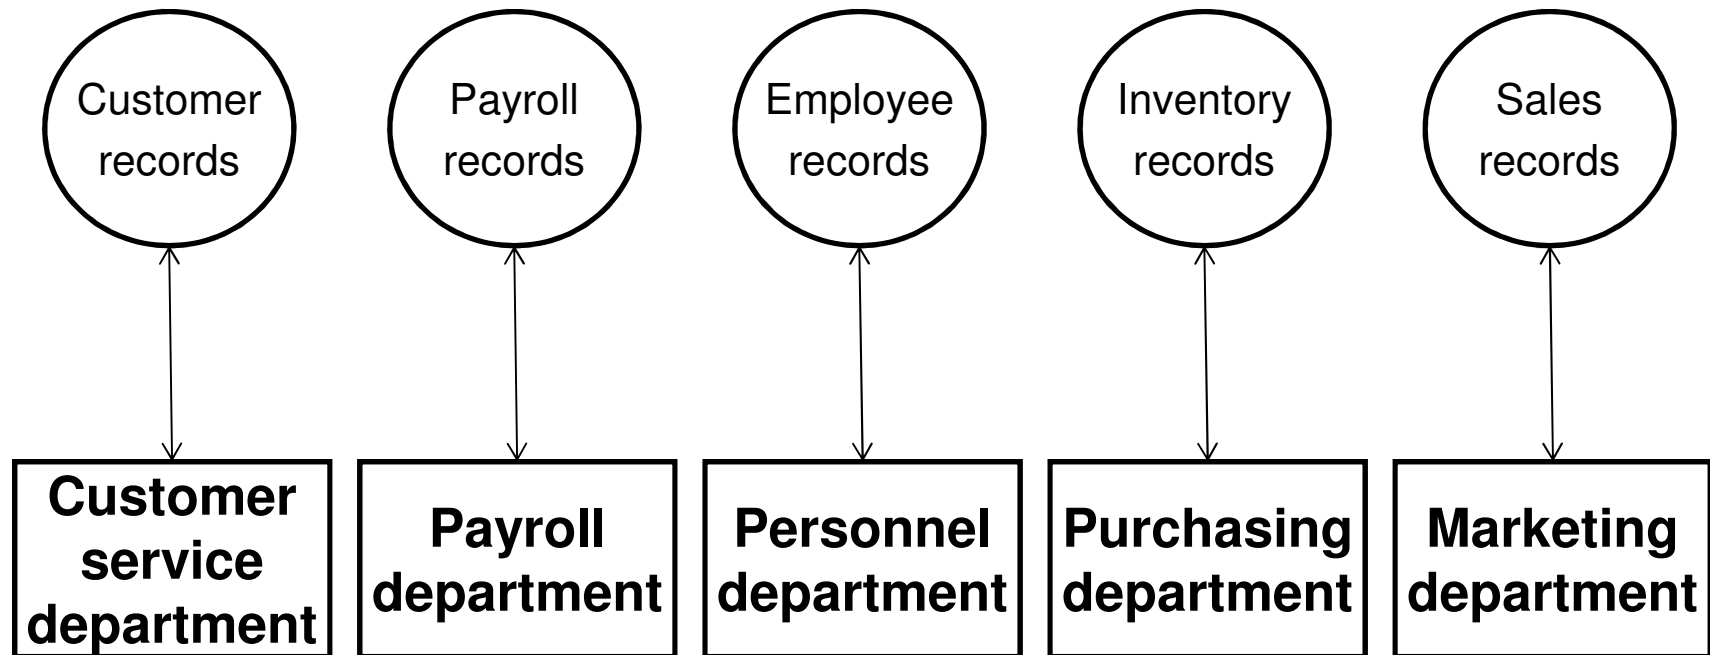 Customer
records
Payroll
records
Employee
records
Inventory
records
Sales
records
Customer
service
department
Payroll
department
Personnel
department
Purchasing
department
Marketing
department